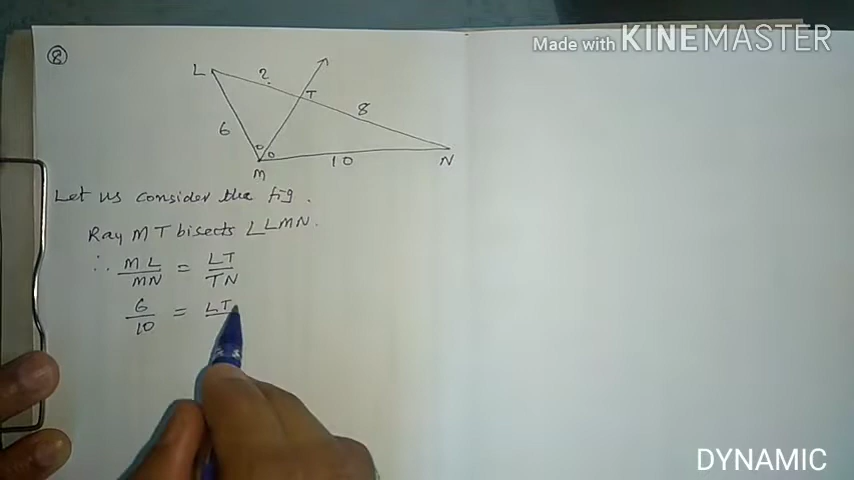 Made with KINEMASTER
8
L 2 T 8
6
M 10 N
Let us consider the fig.
Ray MT bisects ∠LMN.
∴ ML/MN = LT/TN
6/10 = LT
DYNAMIC